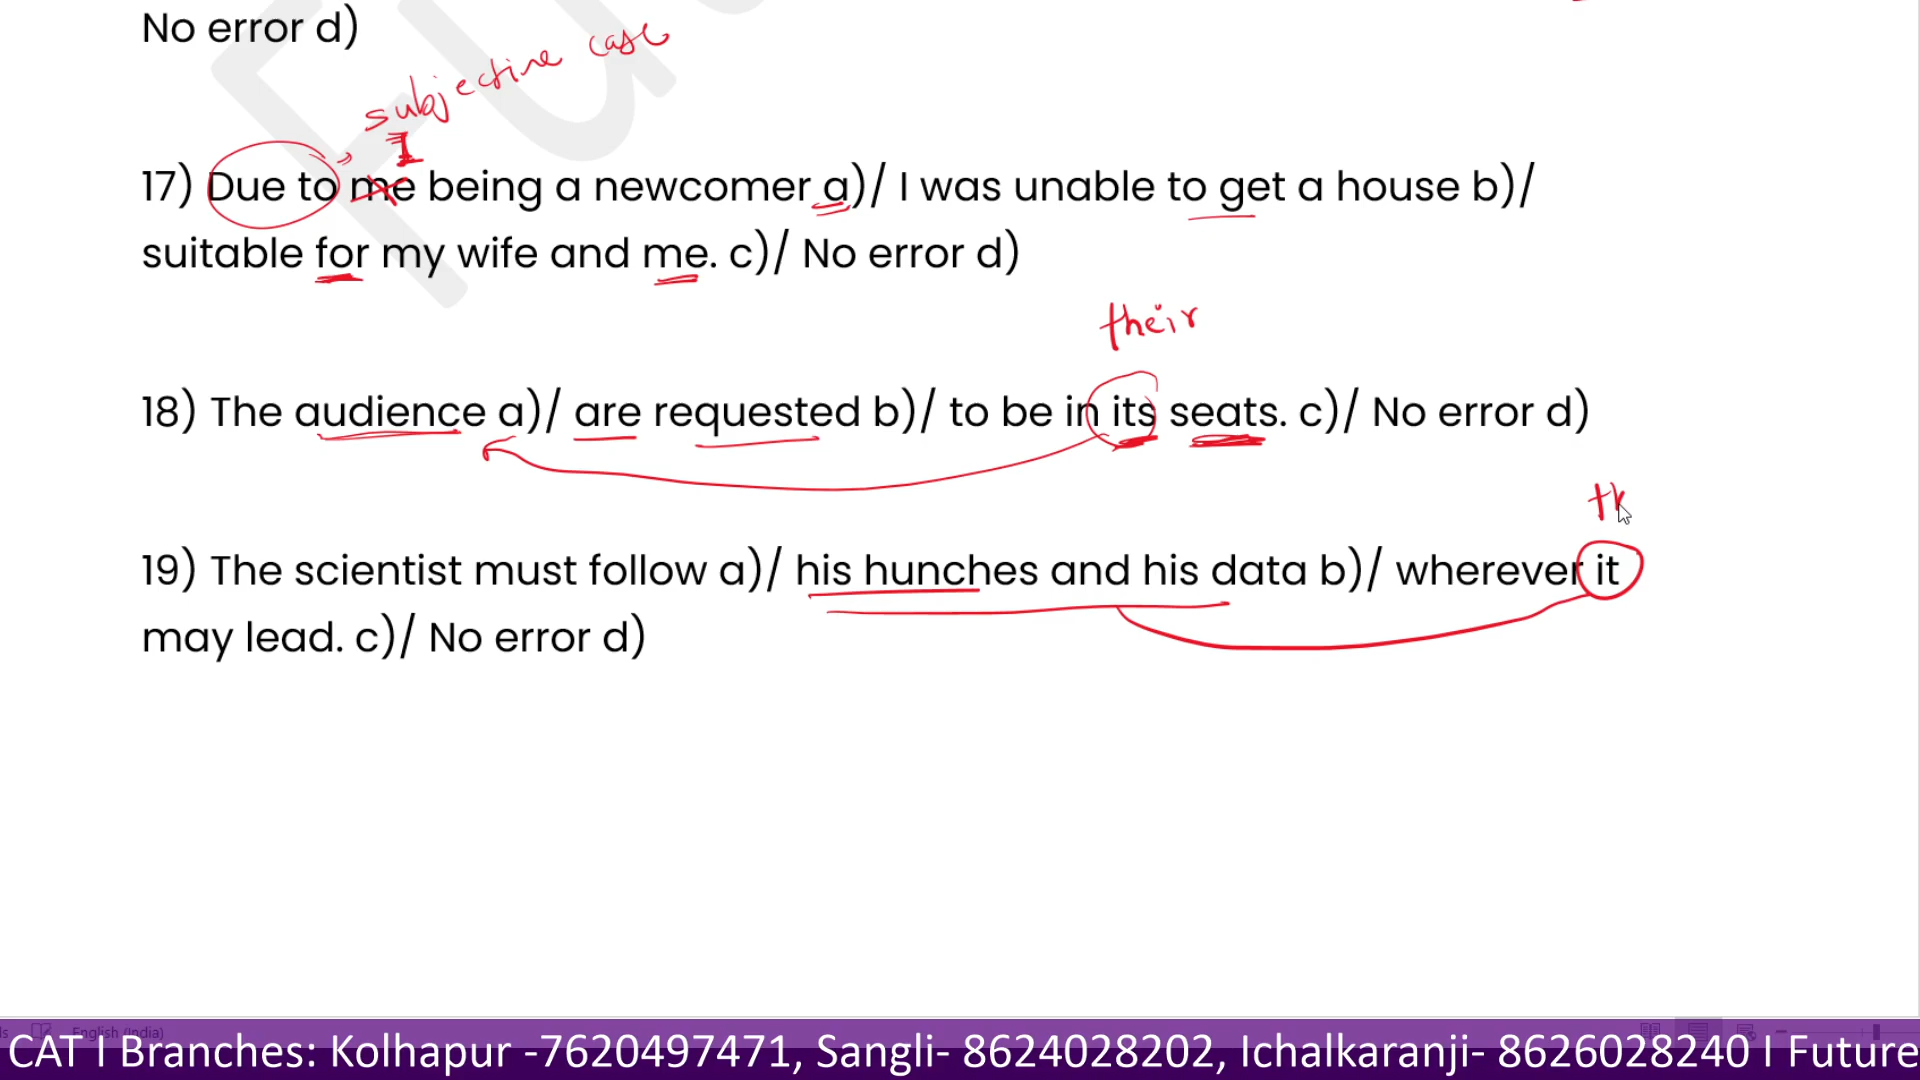 No error d)
subjective case
I
17) Due to me being a newcomer a)/ I was unable to get a house b)/
suitable for my wife and me. c)/ No error d)
their
18) The audience a)/ are requested b)/ to be in its seats. c)/ No error d)
th
19) The scientist must follow a)/ his hunches and his data b)/ wherever it
may lead. c)/ No error d)
English (India)
CAT I Branches: Kolhapur -7620497471, Sangli- 8624028202, Ichalkaranji- 8626028240 I Future